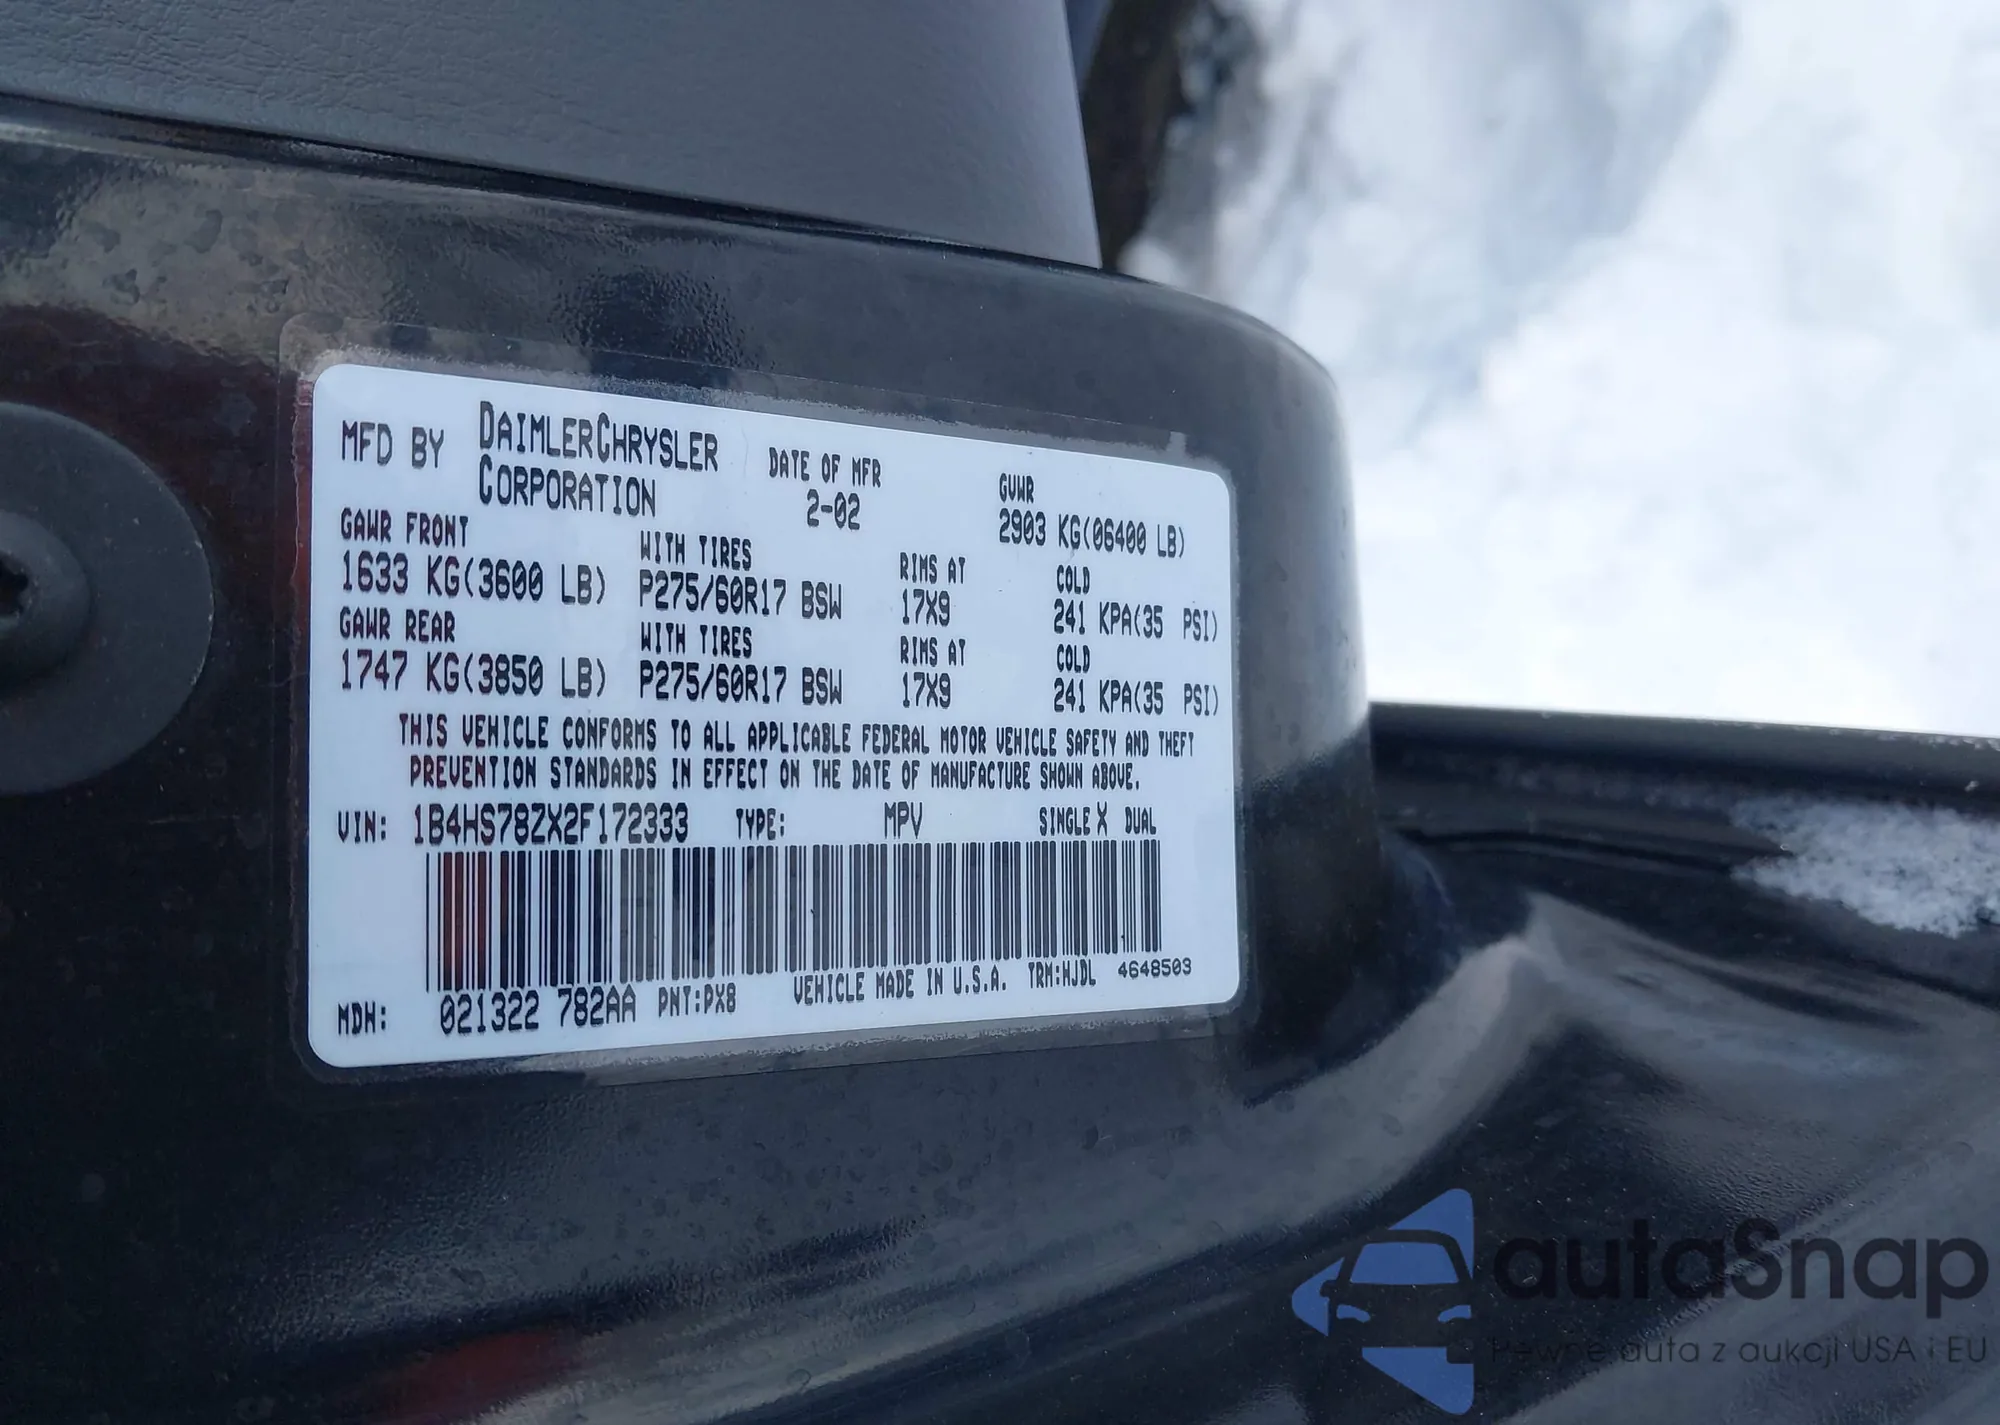 MFD BY DAIMLERCHRYSLER CORPORATION
DATE OF MFR
2-02
GVWR
2903 KG(06400 LB)
GAWR FRONT
1633 KG(3600 LB)
WITH TIRES
P275/60R17 BSW
RIMS AT
17X9
COLD
241 KPA(35 PSI)
GAWR REAR
1747 KG(3850 LB)
WITH TIRES
P275/60R17 BSW
RIMS AT
17X9
COLD
241 KPA(35 PSI)
THIS VEHICLE CONFORMS TO ALL APPLICABLE FEDERAL MOTOR VEHICLE SAFETY AND THEFT
PREVENTION STANDARDS IN EFFECT ON THE DATE OF MANUFACTURE SHOWN ABOVE.
VIN: 1B4HS78ZX2F172333 TYPE: MPV SINGLE X DUAL
MDH: 021322 782AA PNT:PX8 VEHICLE MADE IN U.S.A. TRM:WJDL 4648503
autaSnap
Pewne auta z aukcji USA i EU